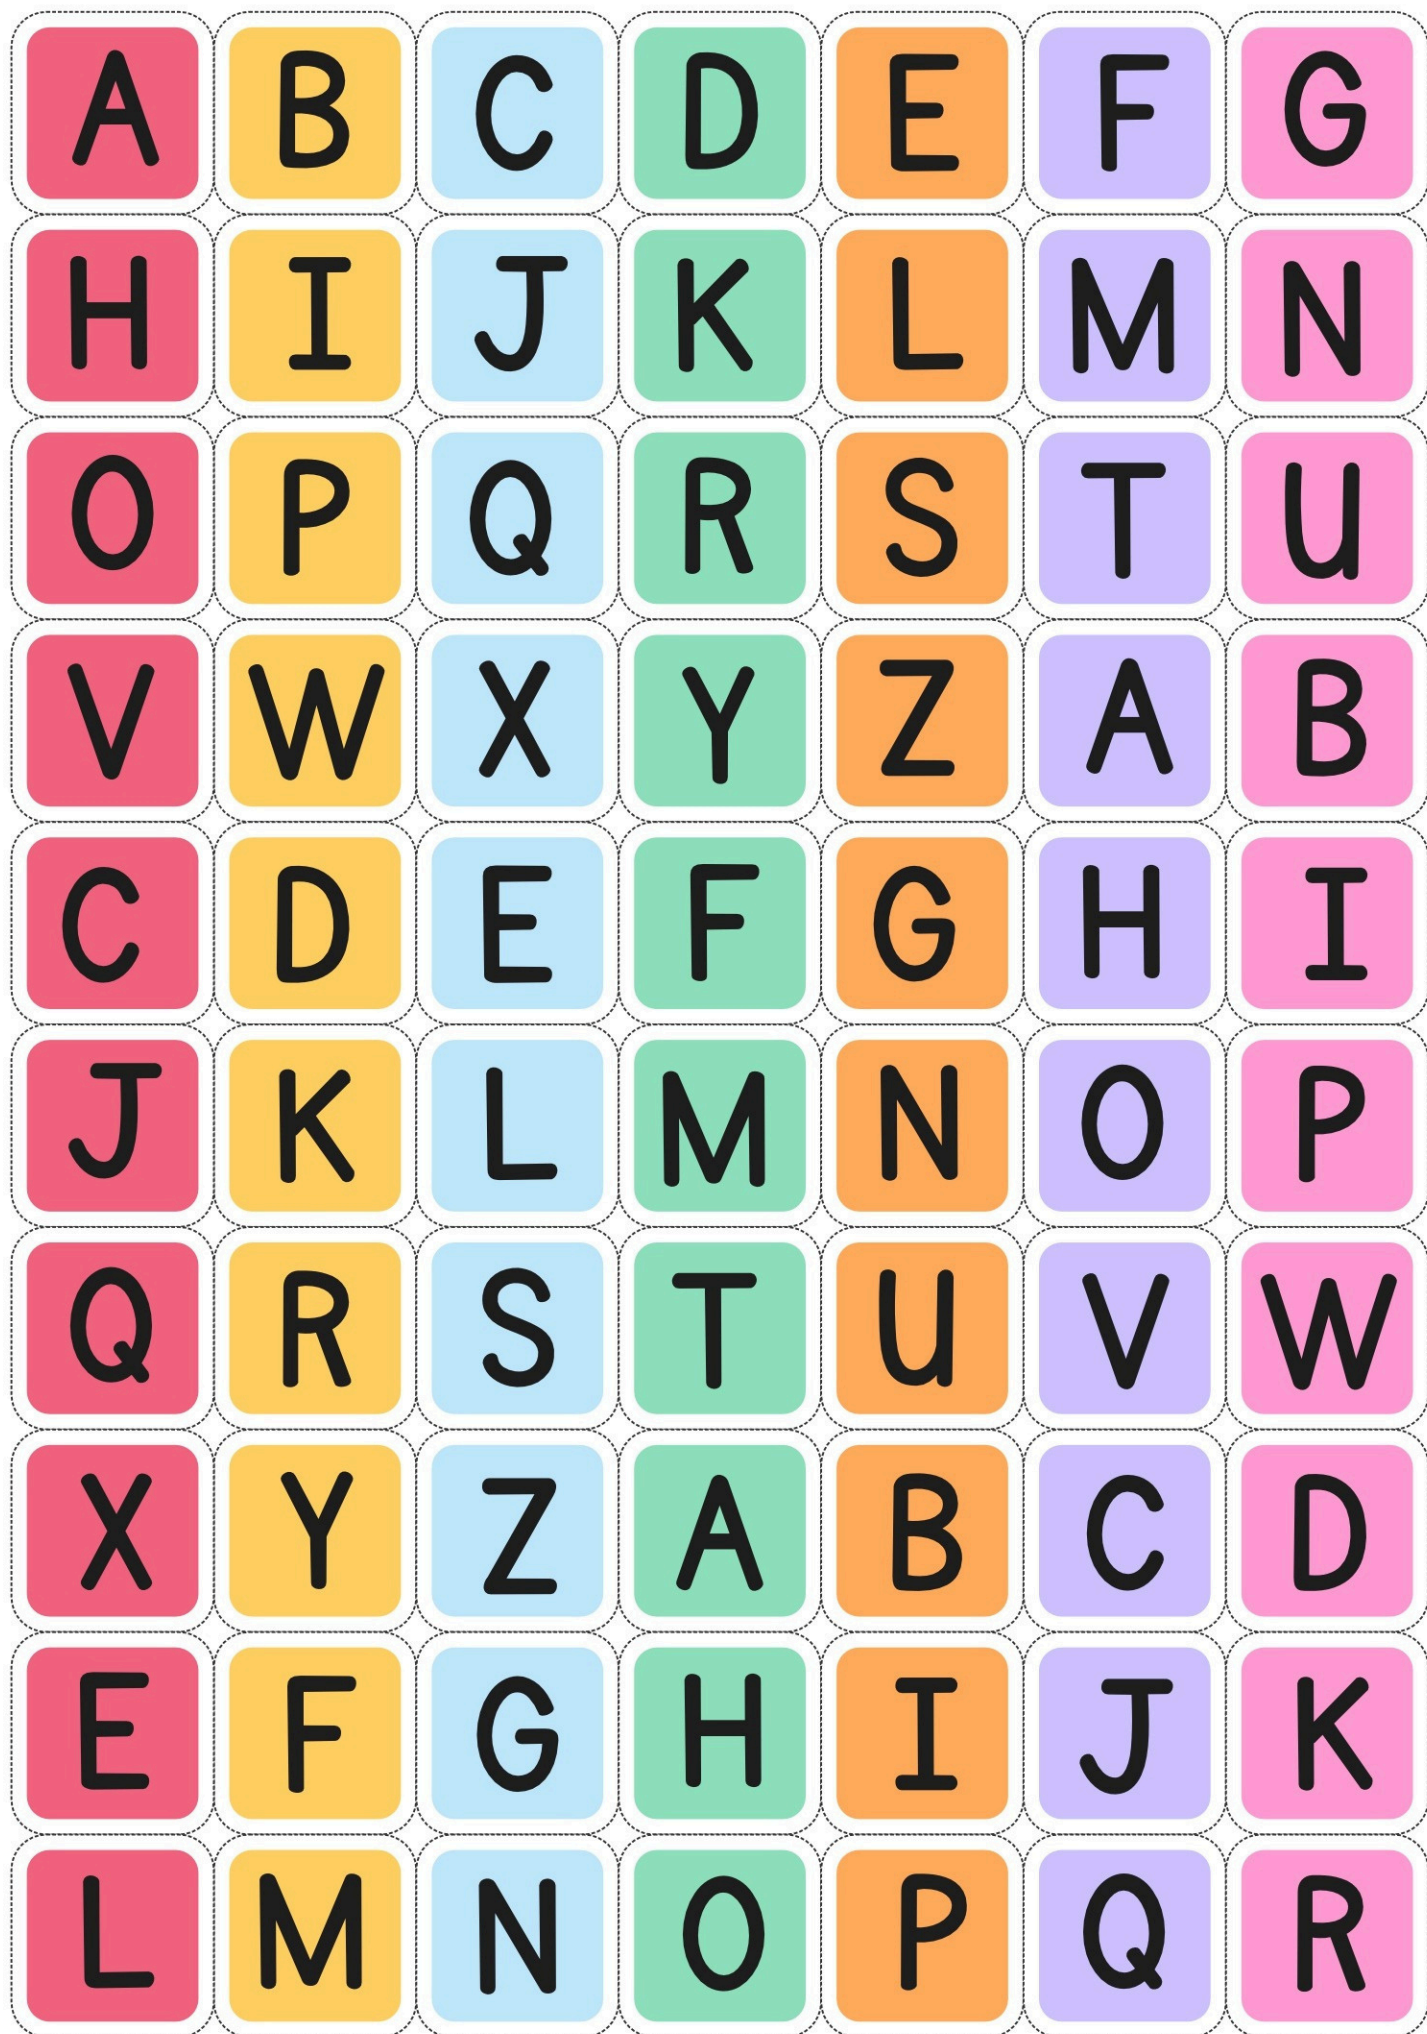 A B C D E F G
H I J K L M N
O P Q R S T U
V W X Y Z A B
C D E F G H I
J K L M N O P
Q R S T U V W
X Y Z A B C D
E F G H I J K
L M N O P Q R